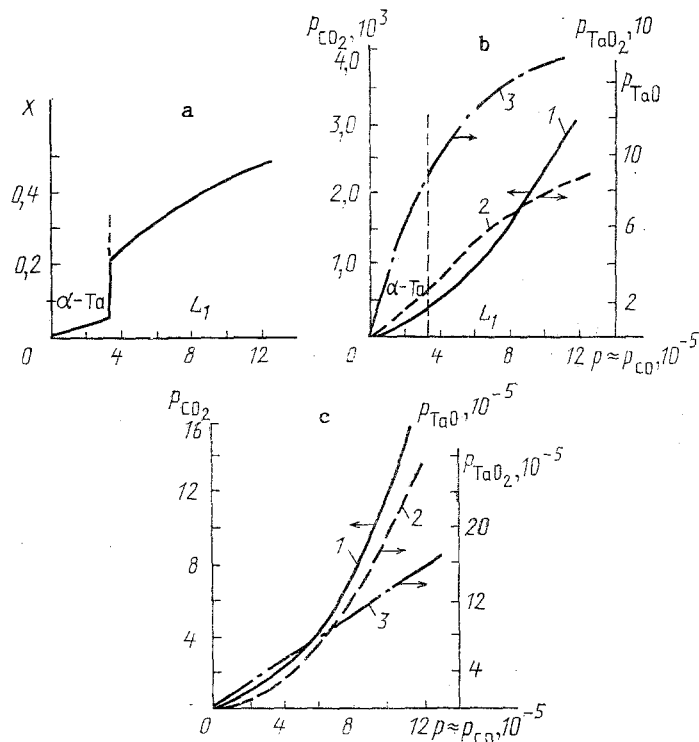 a
X
0,4
0,2
α-Ta
L₁
0 4 8 12
b
p_CO₂, 10³
4,0
3,0
2,0
1,0
p_TaO₂, 10
p_TaO
10
6
2
1
2
3
α-Ta
L₁
0 4 8 12 p≈p_CO, 10⁻⁵
c
p_CO₂
16
12
8
4
p_TaO, 10⁻⁵
p_TaO₂, 10⁻⁵
20
12
4
1
2
3
0 4 8 12 p≈p_CO, 10⁻⁵
-5